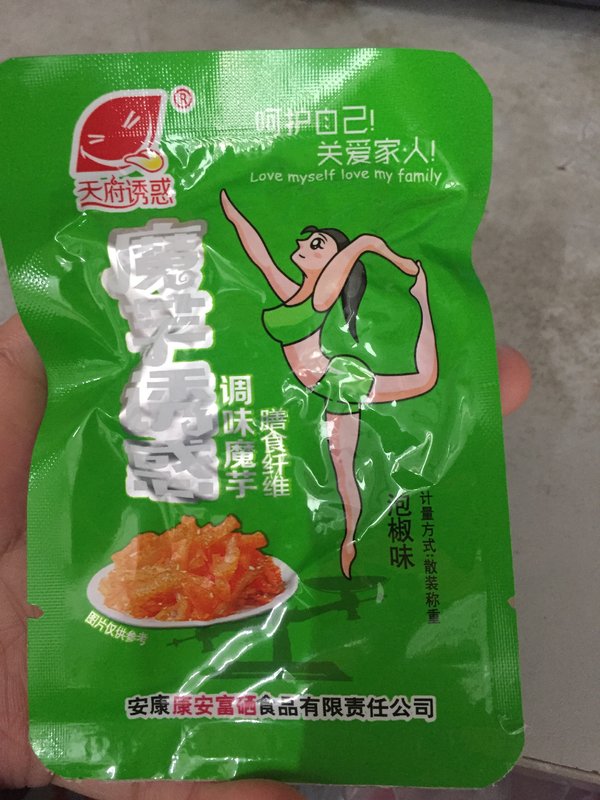 ®
天府诱惑
呵护自己!
关爱家·人!
Love myself love my family
魔芋诱惑
调味魔芋
膳食纤维
泡椒味
计量方式:散装称重
图片仅供参考
安康康安富硒食品有限责任公司